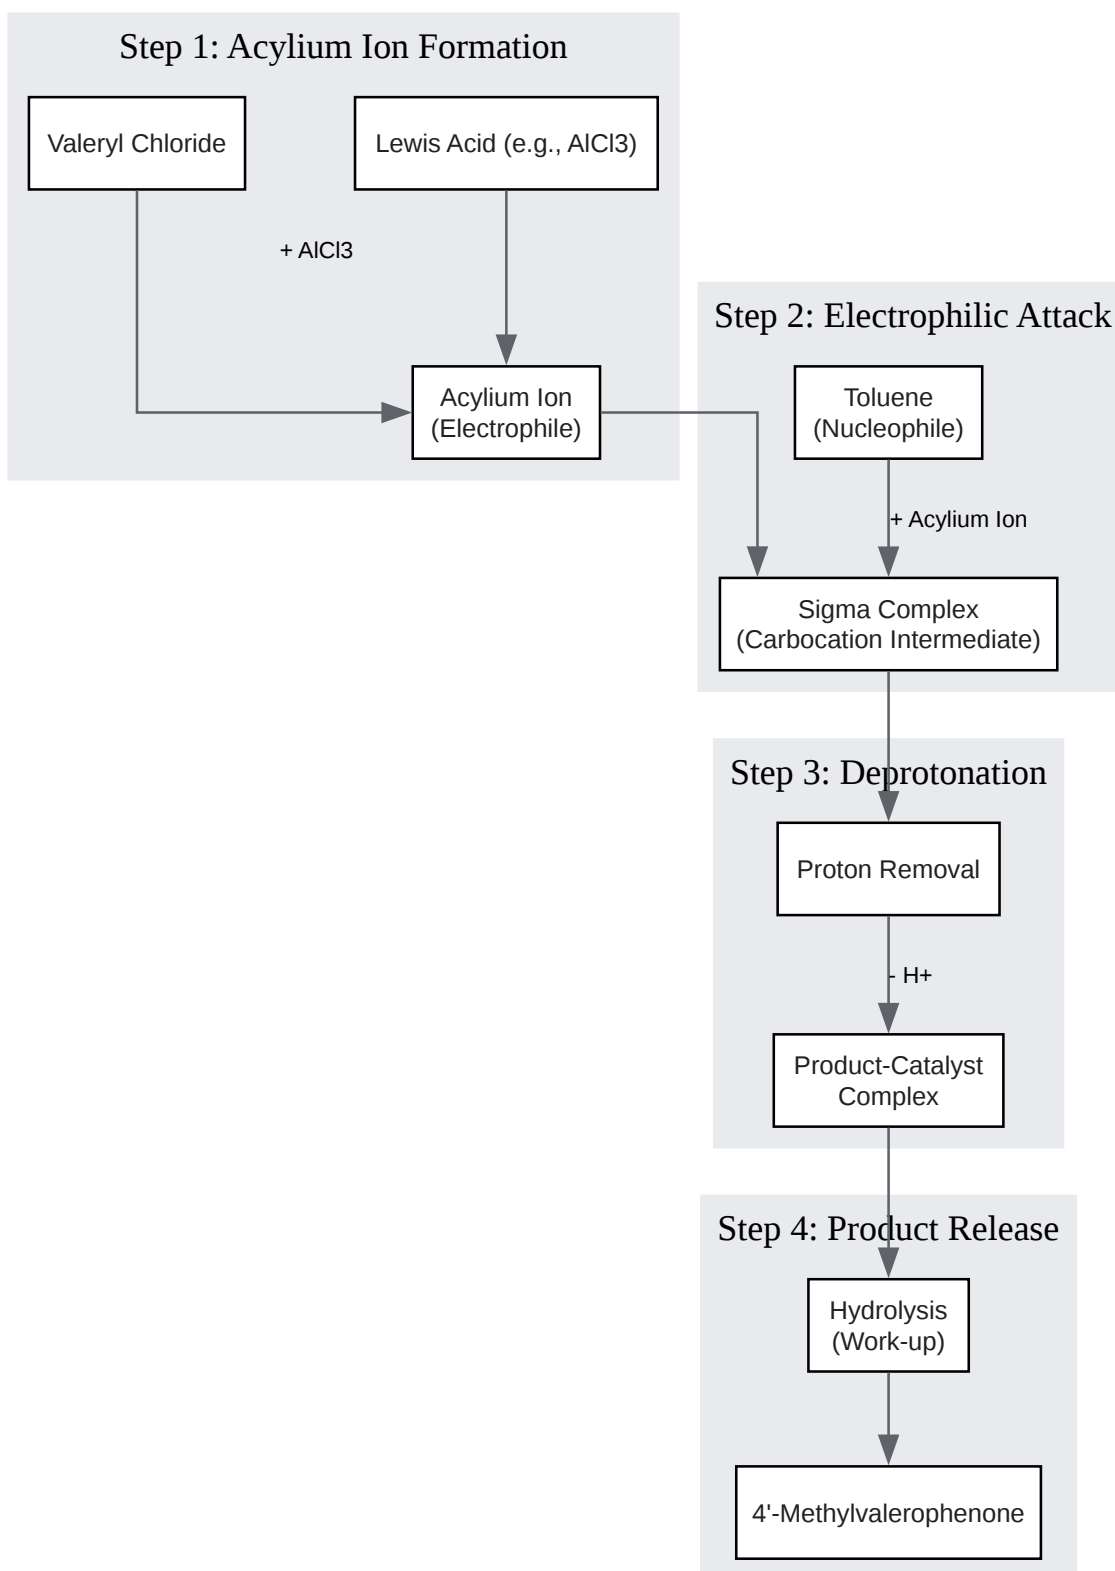 Step 1: Acylium Ion Formation
Valeryl Chloride
Lewis Acid (e.g., AlCl3)
+ AlCl3
Acylium Ion
(Electrophile)
Step 2: Electrophilic Attack
Toluene
(Nucleophile)
+ Acylium Ion
Sigma Complex
(Carbocation Intermediate)
Step 3: Deprotonation
Proton Removal
- H+
Product-Catalyst
Complex
Step 4: Product Release
Hydrolysis
(Work-up)
4'-Methylvalerophenone